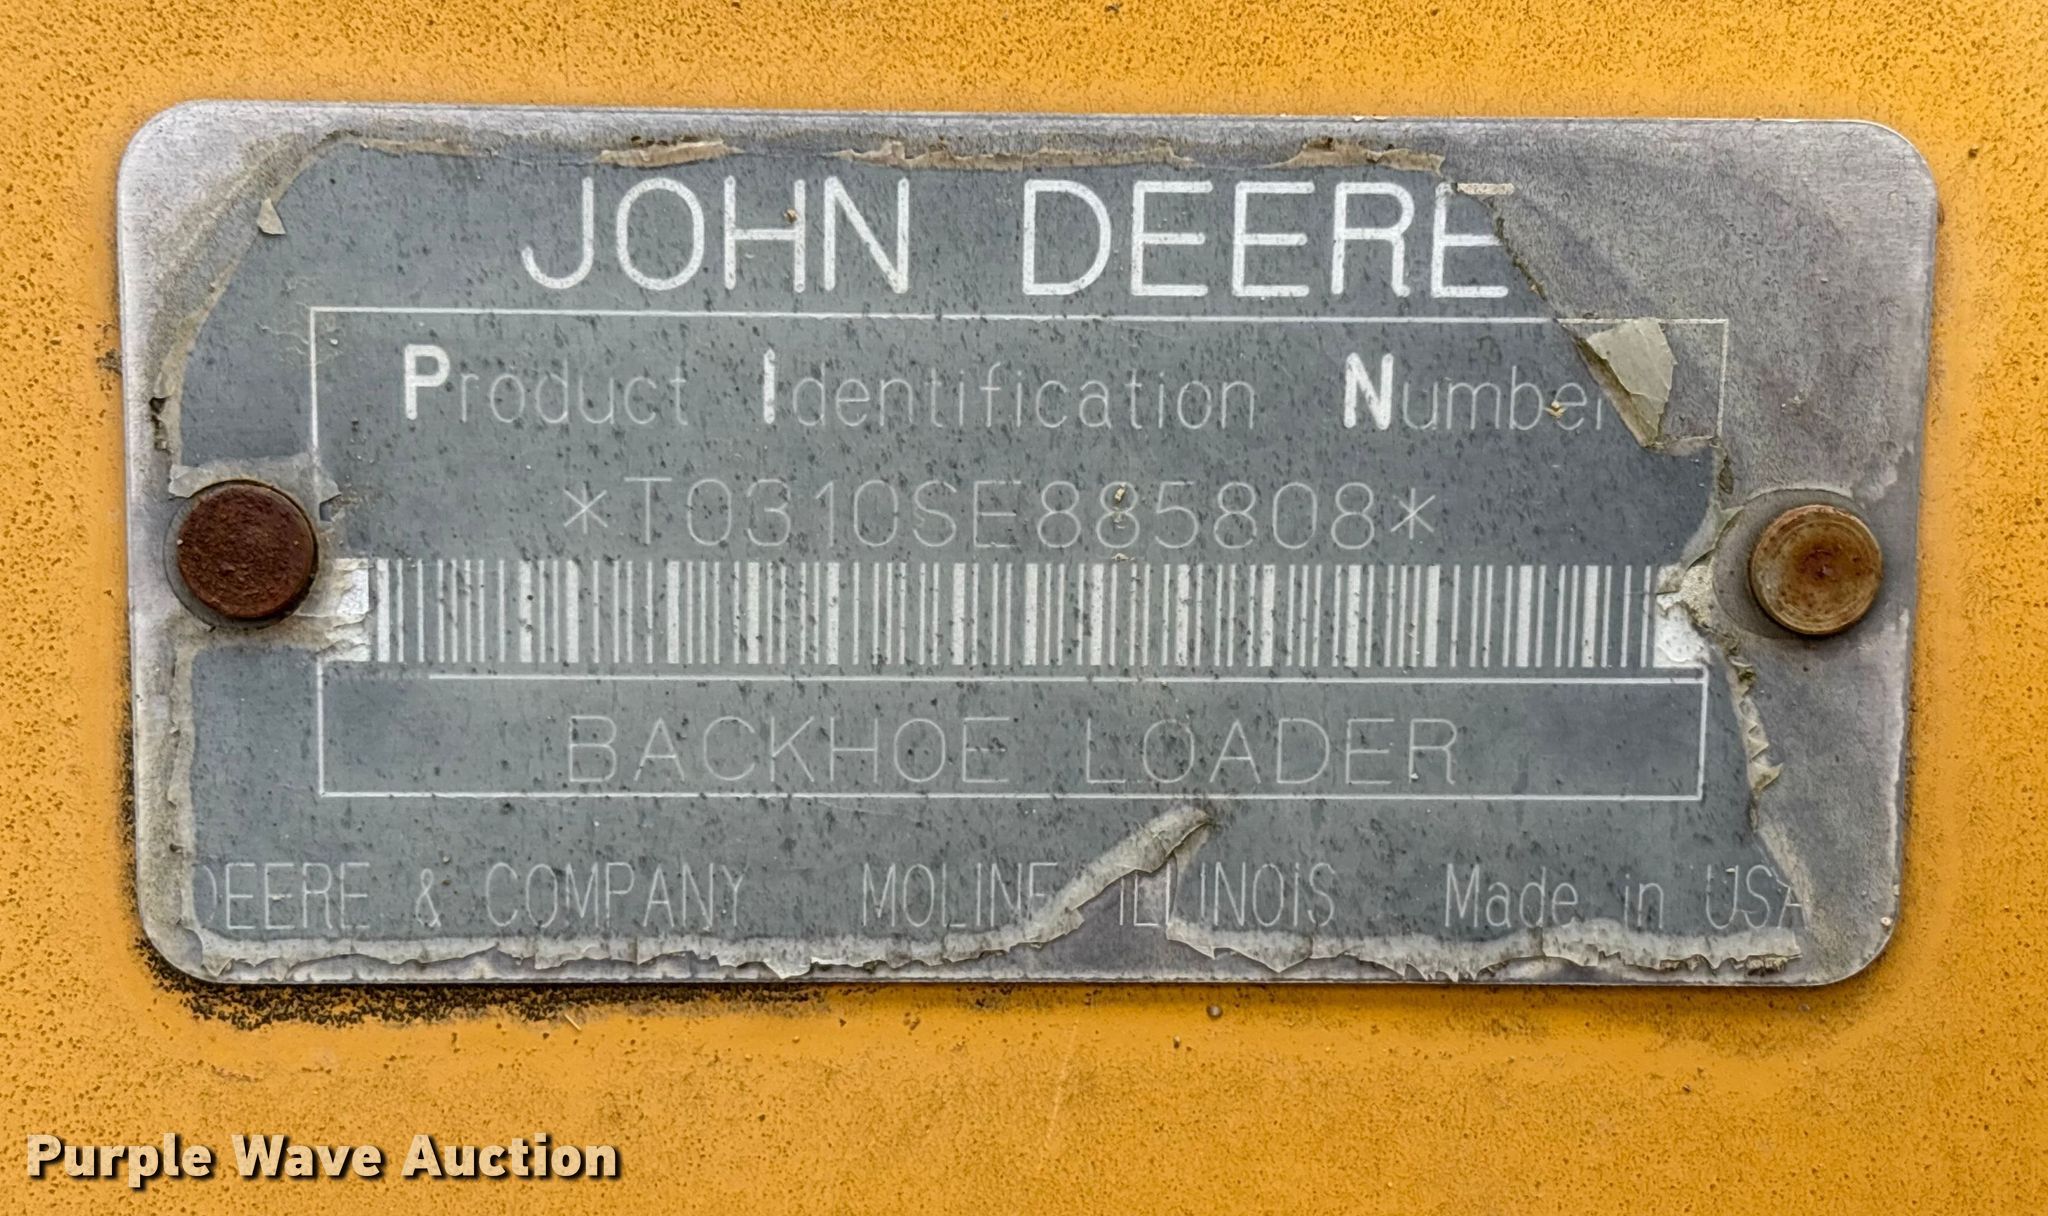 JOHN DEERE
Product Identification Number
*T0310SE885808*
BACKHOE LOADER
DEERE & COMPANY MOLINE ILLINOIS Made in USA
Purple Wave Auction